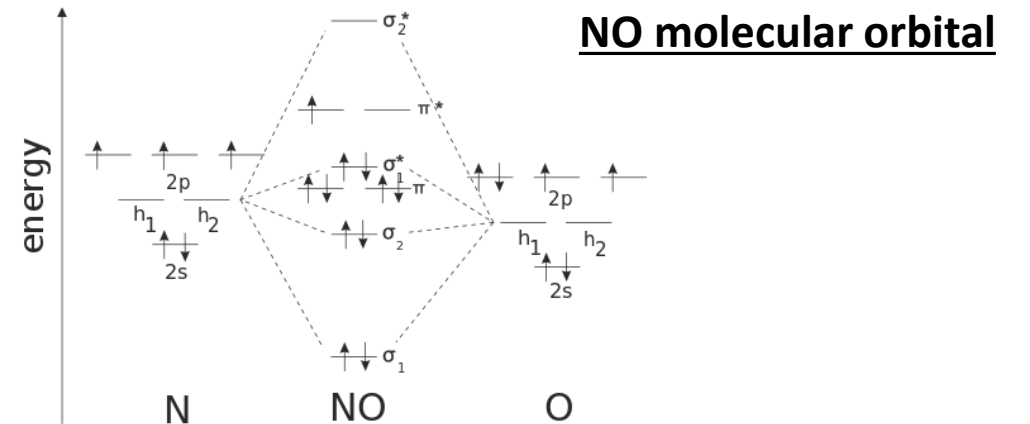 NO molecular orbital
energy
σ2*
π*
σ1*
π
σ2
σ1
2p
h1 h2
2s
2p
h1 h2
2s
N NO O